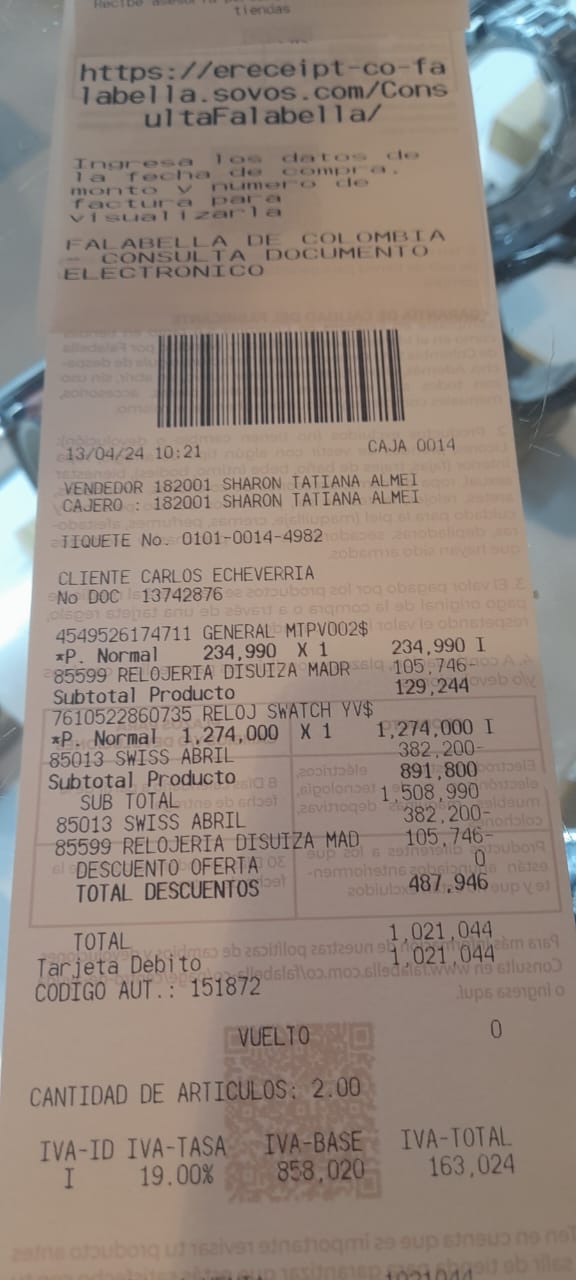 tiendas
https://ereceipt-co-fa
labella.sovos.com/Cons
ultaFalabella/
Ingresa los datos de
la fecha de compra.
monto y numero de
factura para
visualizarla
FALABELLA DE COLOMBIA
- CONSULTA DOCUMENTO
ELECTRONICO
13/04/24 10:21 CAJA 0014
VENDEDOR 182001 SHARON TATIANA ALMEI
CAJERO : 182001 SHARON TATIANA ALMEI
TIQUETE No. 0101-0014-4982
CLIENTE CARLOS ECHEVERRIA
No DOC 13742876
4549526174711 GENERAL MTPV002$
*P. Normal 234,990 X 1 234,990 I
85599 RELOJERIA DISUIZA MADR 105,746-
Subtotal Producto 129,244
7610522860735 RELOJ SWATCH YV$
*P. Normal 1,274,000 X 1 1,274,000 I
85013 SWISS ABRIL 382,200-
Subtotal Producto 891,800
SUB TOTAL 1,508,990
85013 SWISS ABRIL 382,200-
85599 RELOJERIA DISUIZA MAD 105,746-
DESCUENTO OFERTA 0
TOTAL DESCUENTOS 487,946
TOTAL 1,021,044
Tarjeta Debito 1,021,044
CODIGO AUT.: 151872
VUELTO 0
CANTIDAD DE ARTICULOS: 2.00
IVA-ID IVA-TASA IVA-BASE IVA-TOTAL
I 19.00% 858,020 163,024